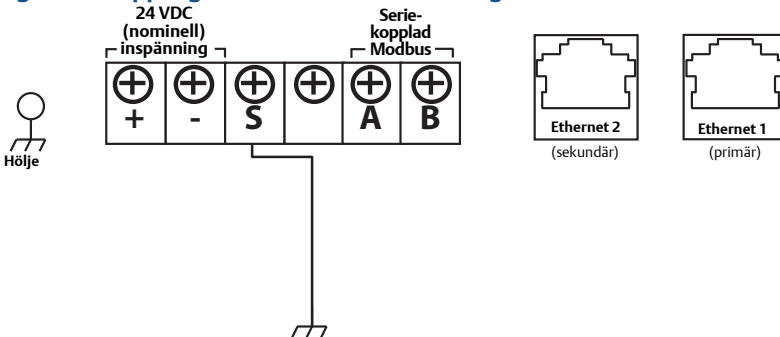 24 VDC
(nominell)
inspänning
Serie-
kopplad
Modbus
+ - S A B
Hölje
Ethernet 2
(sekundär)
Ethernet 1
(primär)